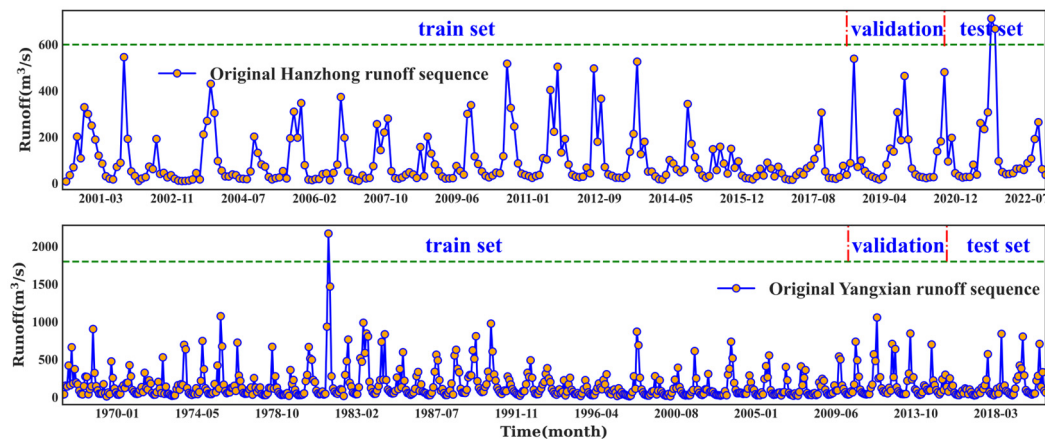 train set validation test set
Original Hanzhong runoff sequence
Runoff(m³/s)
600
400
200
0
2001-03 2002-11 2004-07 2006-02 2007-10 2009-06 2011-01 2012-09 2014-05 2015-12 2017-08 2019-04 2020-12 2022-07
train set validation test set
Original Yangxian runoff sequence
Runoff(m³/s)
2000
1500
1000
500
0
1970-01 1974-05 1978-10 1983-02 1987-07 1991-11 1996-04 2000-08 2005-01 2009-06 2013-10 2018-03
Time(month)